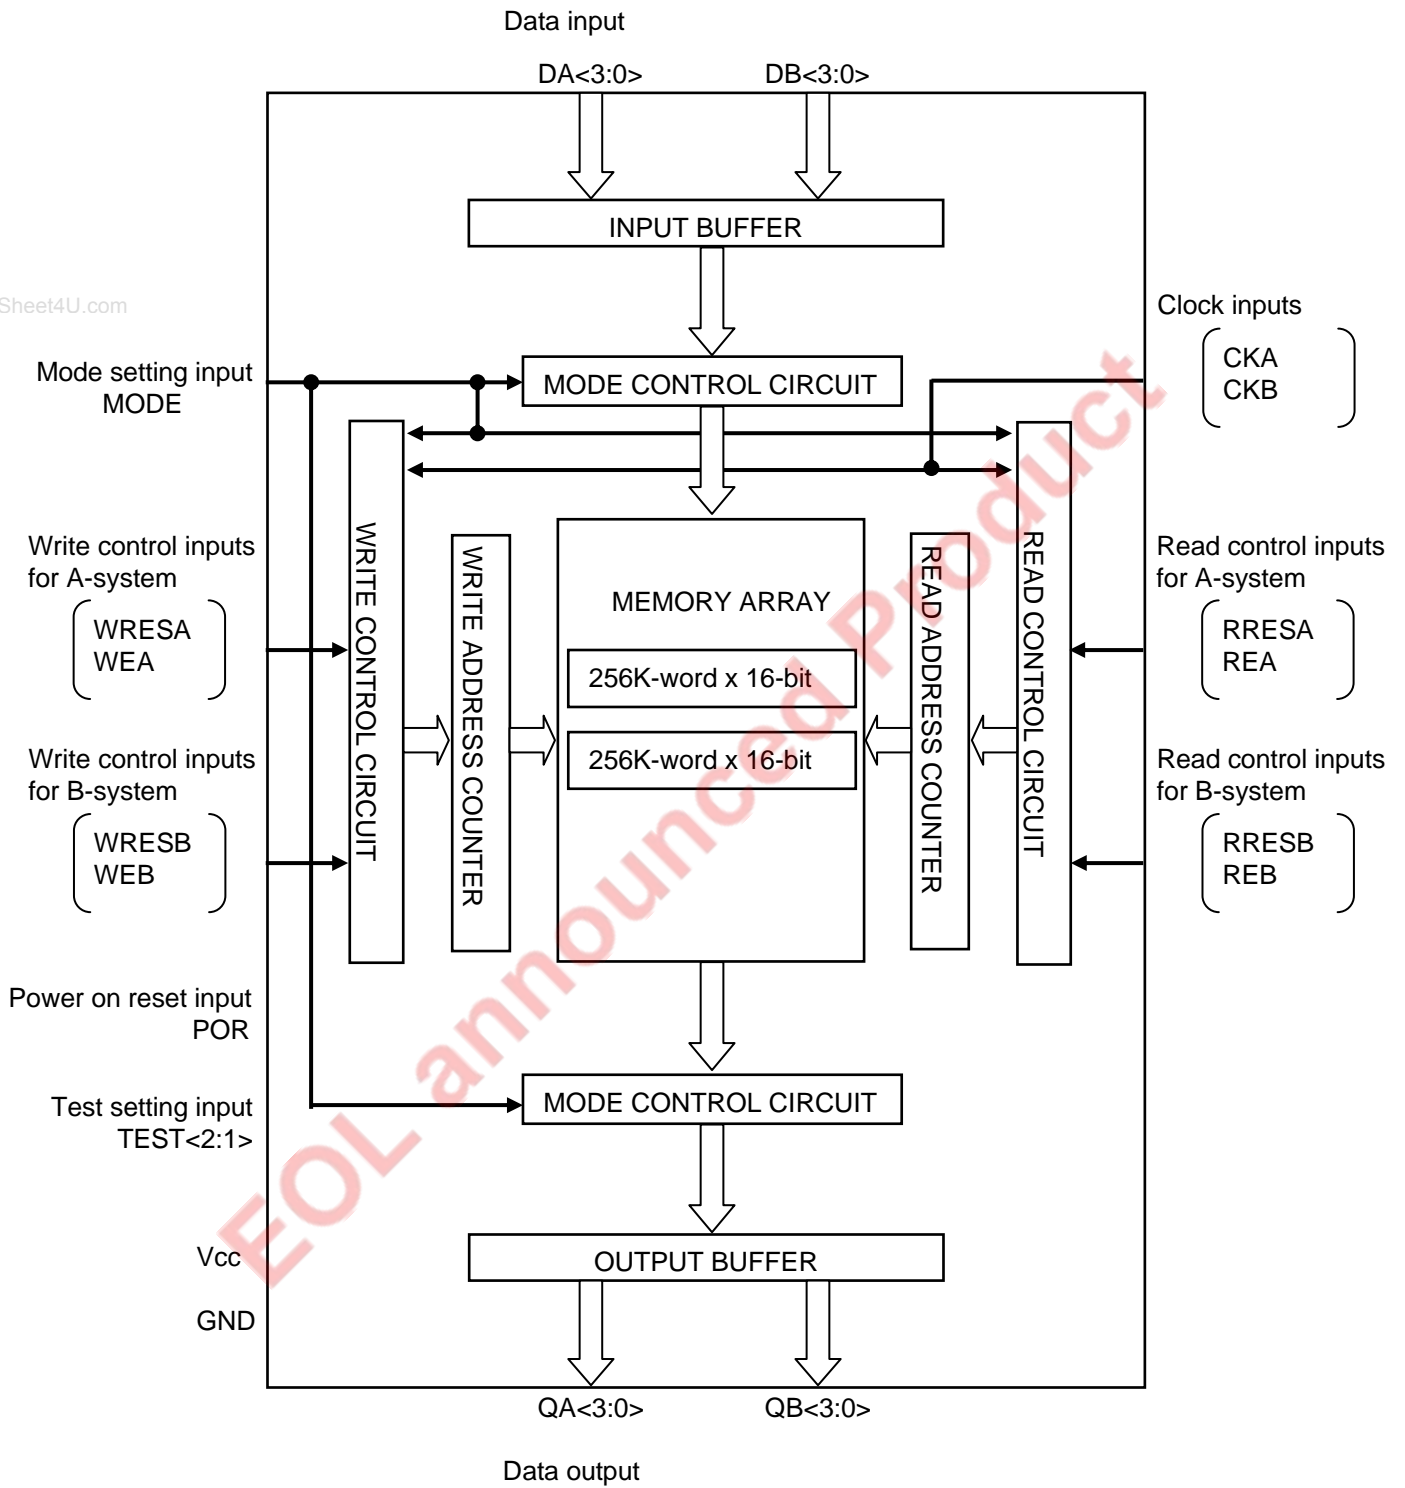 Data input
DA<3:0>
DB<3:0>
INPUT BUFFER
Sheet4U.com
Clock inputs
CKA
CKB
Mode setting input
MODE
MODE CONTROL CIRCUIT
WRITE CONTROL CIRCUIT
WRITE ADDRESS COUNTER
MEMORY ARRAY
256K-word x 16-bit
256K-word x 16-bit
READ ADDRESS COUNTER
READ CONTROL CIRCUIT
Write control inputs
for A-system
WRESA
WEA
Write control inputs
for B-system
WRESB
WEB
Read control inputs
for A-system
RRESA
REA
Read control inputs
for B-system
RRESB
REB
Power on reset input
POR
Test setting input
TEST<2:1>
MODE CONTROL CIRCUIT
Vcc
GND
OUTPUT BUFFER
QA<3:0>
QB<3:0>
Data output
EOL announced Product